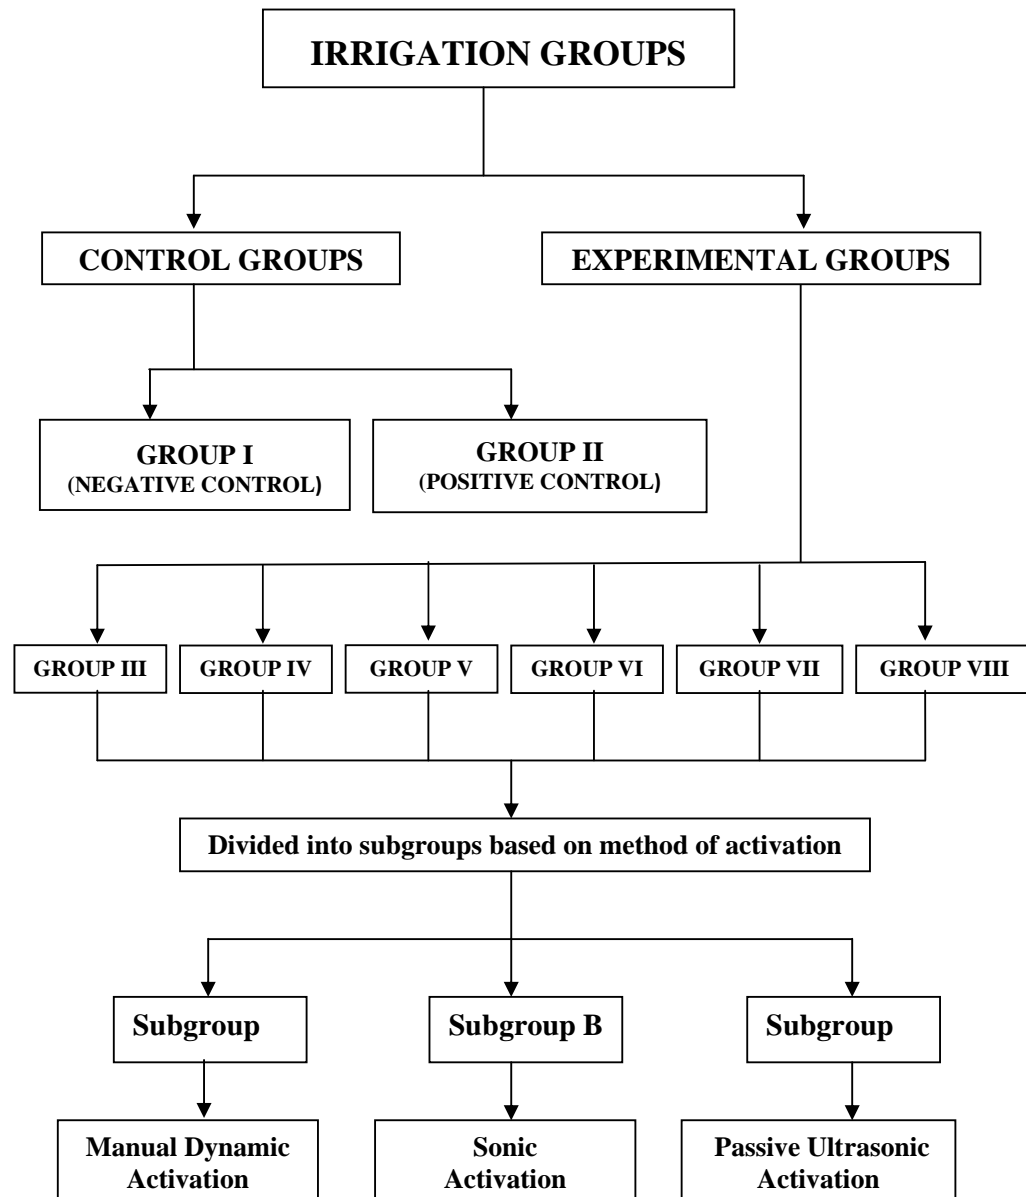 IRRIGATION GROUPS
CONTROL GROUPS
EXPERIMENTAL GROUPS
GROUP I
(NEGATIVE CONTROL)
GROUP II
(POSITIVE CONTROL)
GROUP III
GROUP IV
GROUP V
GROUP VI
GROUP VII
GROUP VIII
Divided into subgroups based on method of activation
Subgroup
Subgroup B
Subgroup
Manual Dynamic
Activation
Sonic
Activation
Passive Ultrasonic
Activation